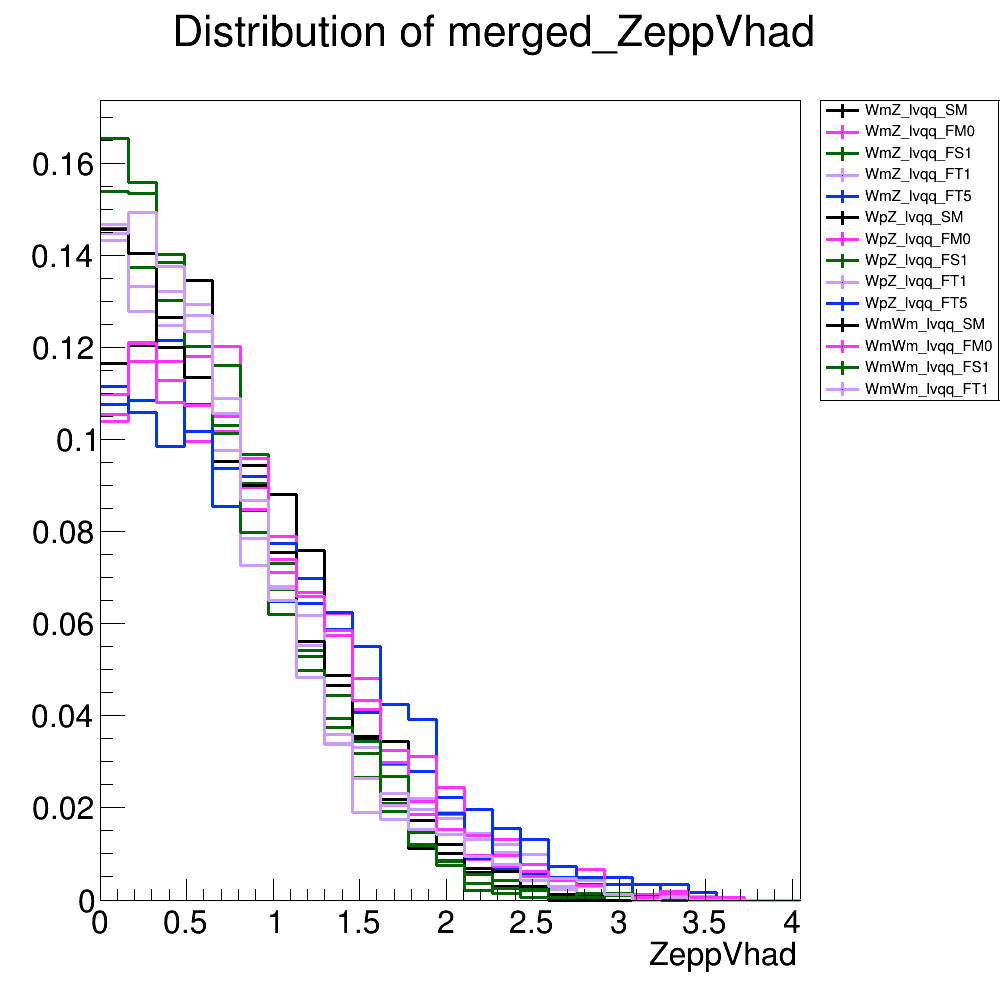 Distribution of merged_ZeppVhad
WmZ_lvqq_SM
WmZ_lvqq_FM0
WmZ_lvqq_FS1
WmZ_lvqq_FT1
WmZ_lvqq_FT5
WpZ_lvqq_SM
WpZ_lvqq_FM0
WpZ_lvqq_FS1
WpZ_lvqq_FT1
WpZ_lvqq_FT5
WmWm_lvqq_SM
WmWm_lvqq_FM0
WmWm_lvqq_FS1
WmWm_lvqq_FT1
0.16
0.14
0.12
0.1
0.08
0.06
0.04
0.02
0
0 0.5 1 1.5 2 2.5 3 3.5 4
ZeppVhad